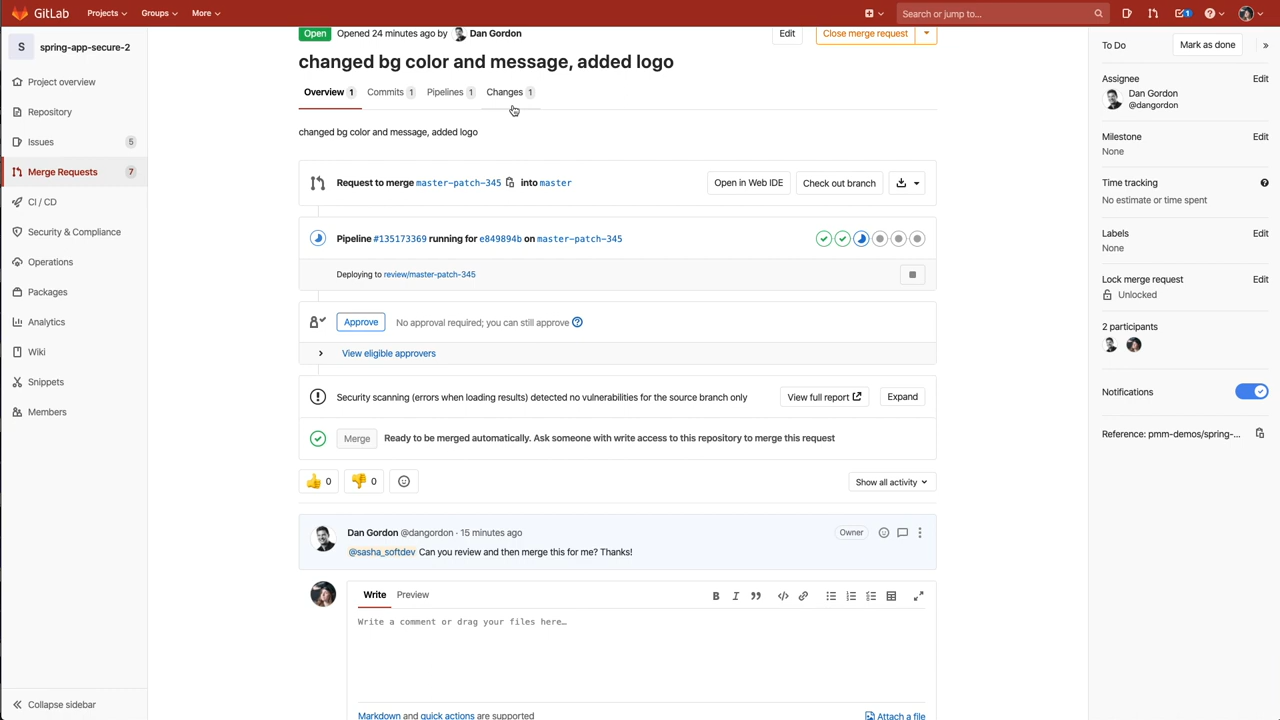 GitLab
Projects
Groups
More
Search or jump to...
1
S
spring-app-secure-2
Project overview
Repository
Issues 5
Merge Requests 7
CI / CD
Security & Compliance
Operations
Packages
Analytics
Wiki
Snippets
Members
Collapse sidebar
Open Opened 24 minutes ago by Dan Gordon
Edit
Close merge request
changed bg color and message, added logo
Overview 1 Commits 1 Pipelines 1 Changes 1
changed bg color and message, added logo
Request to merge master-patch-345 into master
Open in Web IDE
Check out branch
Pipeline #135173369 running for e849894b on master-patch-345
Deploying to review/master-patch-345
Approve No approval required; you can still approve
View eligible approvers
Security scanning (errors when loading results) detected no vulnerabilities for the source branch only
View full report
Expand
Merge Ready to be merged automatically. Ask someone with write access to this repository to merge this request
0 0
Show all activity
Dan Gordon @dangordon · 15 minutes ago
Owner
@sasha_softdev Can you review and then merge this for me? Thanks!
Write Preview
B I
Write a comment or drag your files here…
Markdown and quick actions are supported
Attach a file
To Do
Mark as done
Assignee Edit
Dan Gordon
@dangordon
Milestone Edit
None
Time tracking
No estimate or time spent
Labels Edit
None
Lock merge request Edit
Unlocked
2 participants
Notifications
Reference: pmm-demos/spring-...